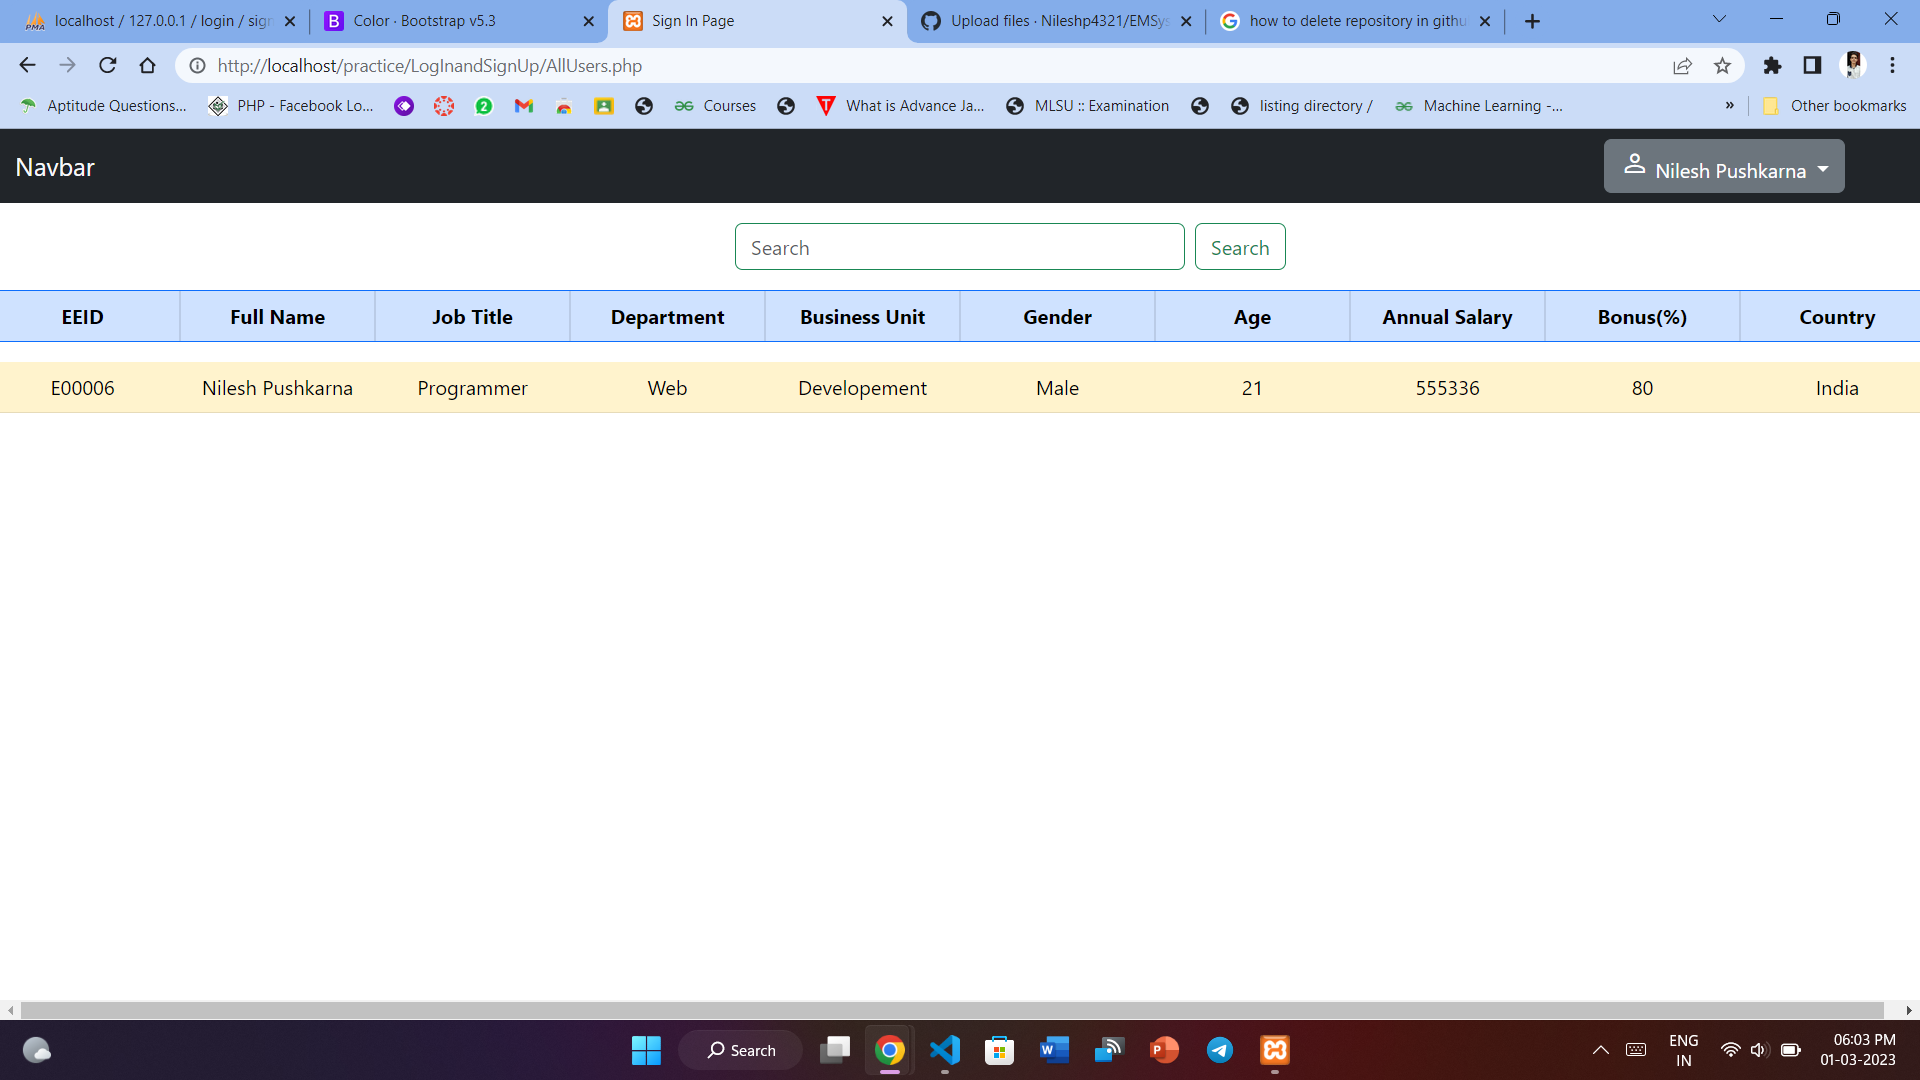 localhost / 127.0.0.1 / login / sign
Color · Bootstrap v5.3
Sign In Page
Upload files · Nileshp4321/EMSys
how to delete repository in githu
http://localhost/practice/LogInandSignUp/AllUsers.php
Aptitude Questions...
PHP - Facebook Lo...
Courses
What is Advance Ja...
MLSU :: Examination
listing directory /
Machine Learning -...
»
Other bookmarks
Navbar
Nilesh Pushkarna
Search
Search
EEID Full Name Job Title Department Business Unit Gender Age Annual Salary Bonus(%) Country
E00006 Nilesh Pushkarna Programmer Web Developement Male 21 555336 80 India
Search
ENG
IN
06:03 PM
01-03-2023